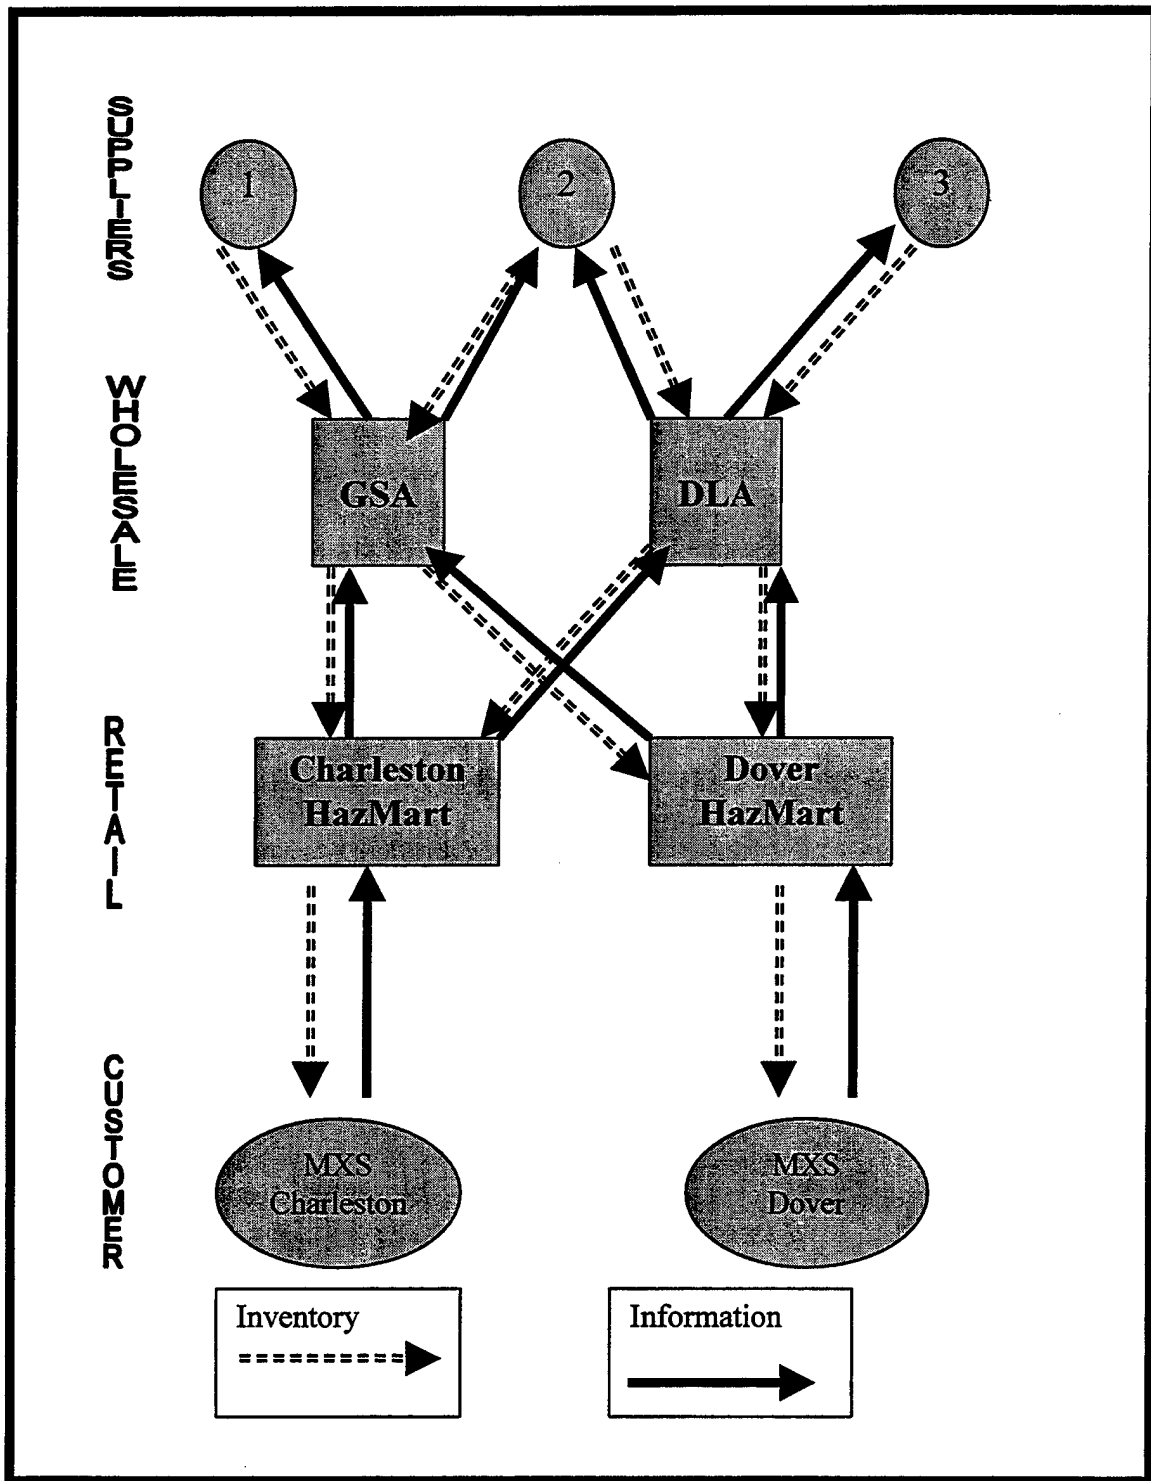 SUPPLIERS
1
2
3
WHOLESALE
GSA
DLA
RETAIL
Charleston
HazMart
Dover
HazMart
CUSTOMER
MXS
Charleston
MXS
Dover
Inventory
Information